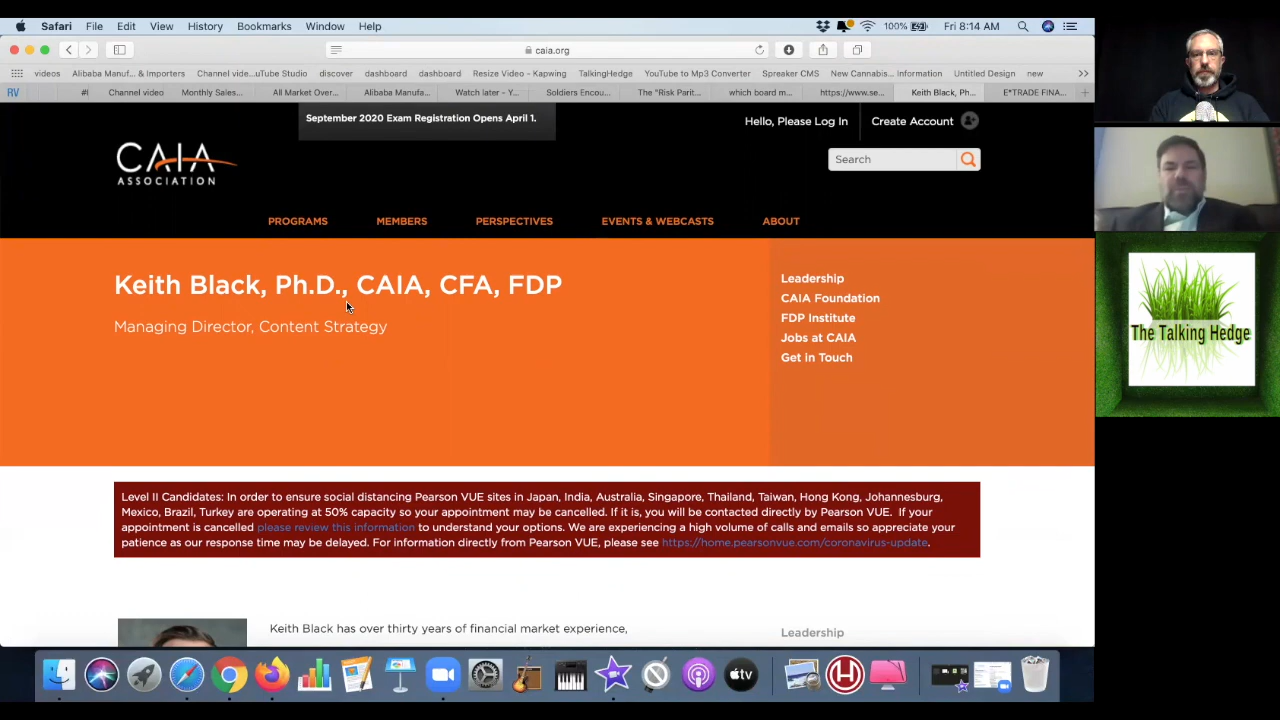 Safari File Edit View History Bookmarks Window Help 100% Fri 8:14 AM
caia.org
videos Alibaba Manuf... & Importers Channel vide...uTube Studio discover dashboard dashboard Resize Video - Kapwing TalkingHedge YouTube to Mp3 Converter Spreaker CMS New Cannabis... Information Untitled Design new
RV #( Channel video Monthly Sales... All Market Over... Alibaba Manufa... Watch later - Y... Soldiers Encou... The "Risk Parit... which board m... https://www.se... Keith Black, Ph... E*TRADE FINA...
September 2020 Exam Registration Opens April 1.
Hello, Please Log In Create Account
CAIA
ASSOCIATION
Search
PROGRAMS MEMBERS PERSPECTIVES EVENTS & WEBCASTS ABOUT
Keith Black, Ph.D., CAIA, CFA, FDP
Managing Director, Content Strategy
Leadership
CAIA Foundation
FDP Institute
Jobs at CAIA
Get in Touch
Level II Candidates: In order to ensure social distancing Pearson VUE sites in Japan, India, Australia, Singapore, Thailand, Taiwan, Hong Kong, Johannesburg,
Mexico, Brazil, Turkey are operating at 50% capacity so your appointment may be cancelled. If it is, you will be contacted directly by Pearson VUE. If your
appointment is cancelled please review this information to understand your options. We are experiencing a high volume of calls and emails so appreciate your
patience as our response time may be delayed. For information directly from Pearson VUE, please see https://home.pearsonvue.com/coronavirus-update.
Keith Black has over thirty years of financial market experience,
Leadership
tv
The Talking Hedge